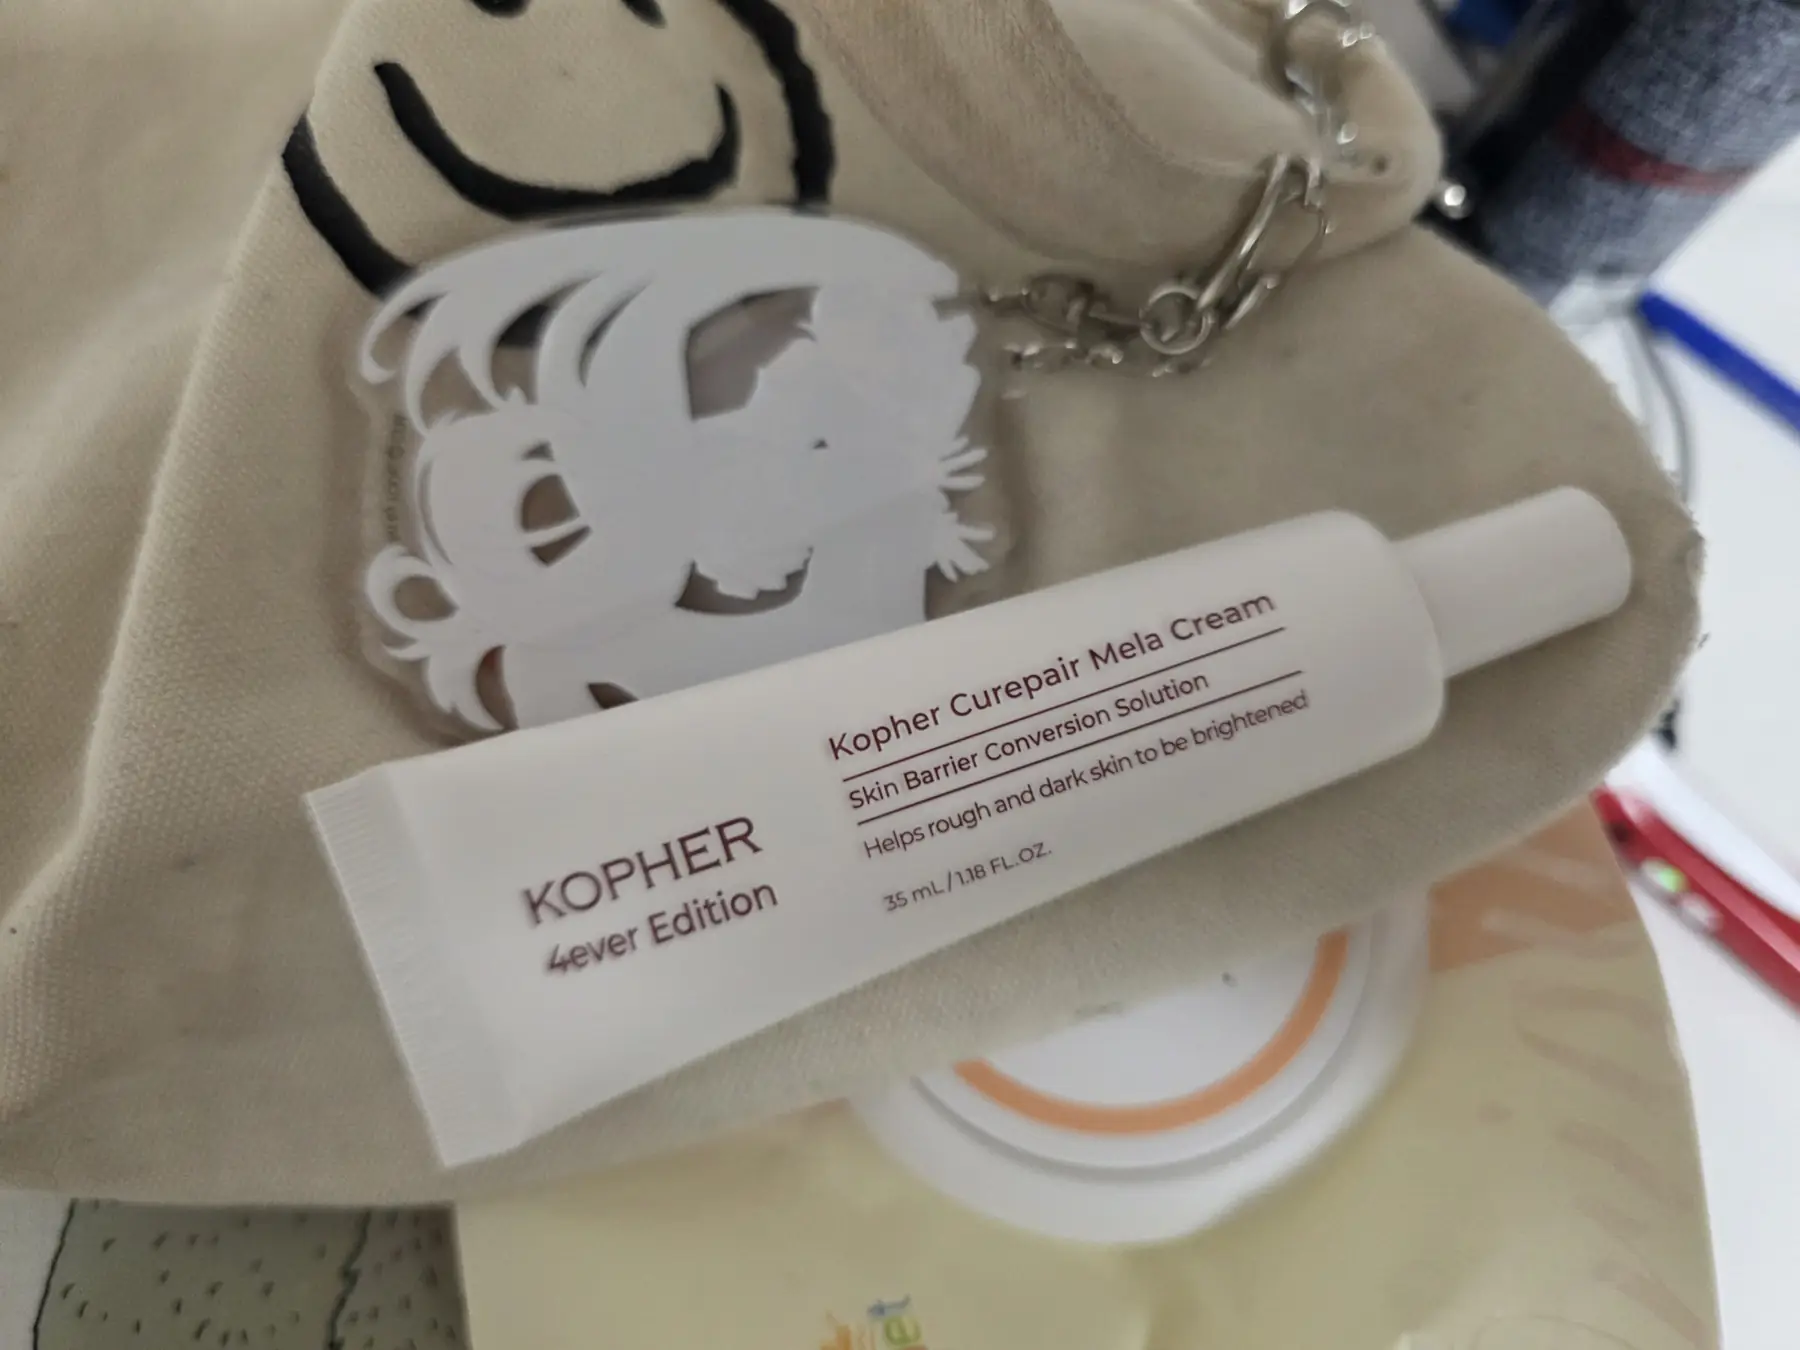 KOPHER
4ever Edition
Kopher Curepair Mela Cream
Skin Barrier Conversion Solution
Helps rough and dark skin to be brightened
35 mL / 1.18 FL.OZ.